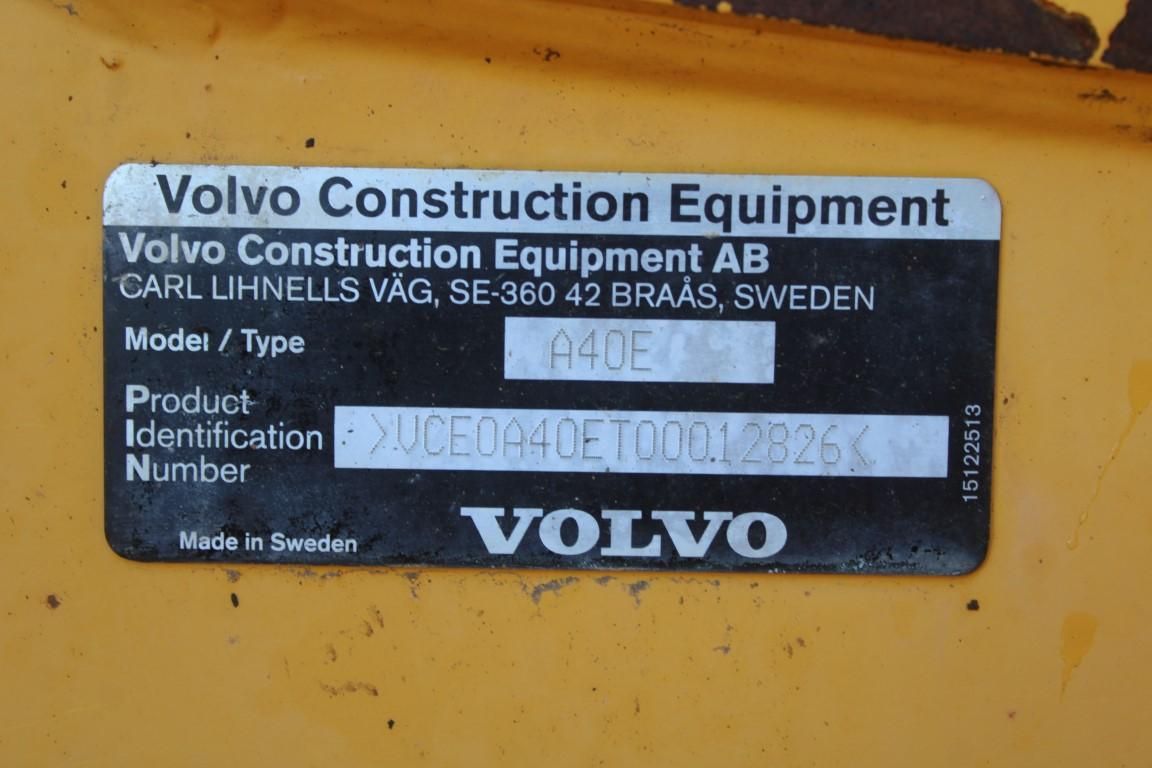 Volvo Construction Equipment
Volvo Construction Equipment AB
CARL LIHNELLS VÄG, SE-360 42 BRAÅS, SWEDEN
Model / Type
A40E
Product
Identification
Number
>VCE0A40ET00012826<
15122513
Made in Sweden
VOLVO